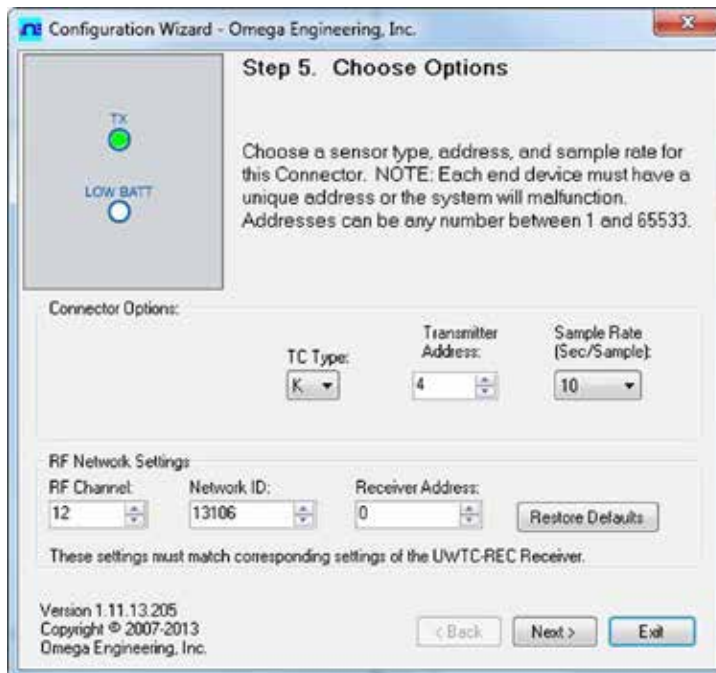 Configuration Wizard - Omega Engineering, Inc.
Step 5. Choose Options
TX
LOW BATT
Choose a sensor type, address, and sample rate for
this Connector. NOTE: Each end device must have a
unique address or the system will malfunction.
Addresses can be any number between 1 and 65533.
Connector Options:
TC Type:
Transmitter
Address:
Sample Rate
(Sec/Sample):
K
4
10
RF Network Settings
RF Channel:
Network ID:
Receiver Address:
12
13106
0
Restore Defaults
These settings must match corresponding settings of the UWTC-REC Receiver.
Version 1.11.13.205
Copyright © 2007-2013
Omega Engineering, Inc.
< Back
Next >
Exit